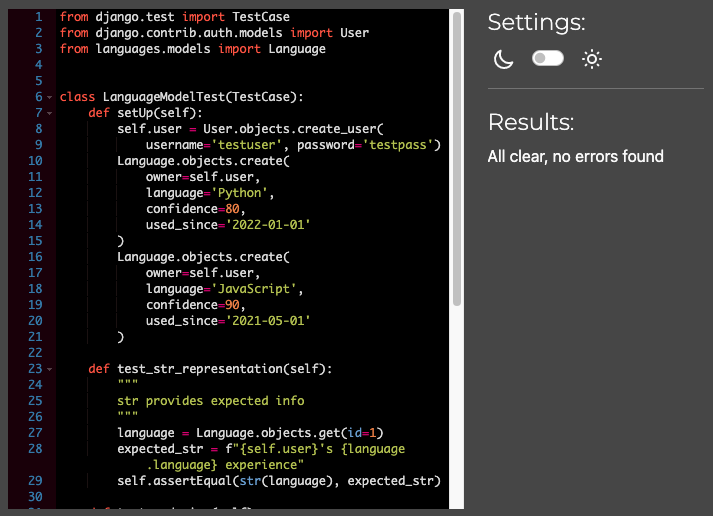 1 from django.test import TestCase
2 from django.contrib.auth.models import User
3 from languages.models import Language
4
5
6 class LanguageModelTest(TestCase):
7     def setUp(self):
8         self.user = User.objects.create_user(
9             username='testuser', password='testpass')
10         Language.objects.create(
11             owner=self.user,
12             language='Python',
13             confidence=80,
14             used_since='2022-01-01'
15         )
16         Language.objects.create(
17             owner=self.user,
18             language='JavaScript',
19             confidence=90,
20             used_since='2021-05-01'
21         )
22
23     def test_str_representation(self):
24         """
25         str provides expected info
26         """
27         language = Language.objects.get(id=1)
28         expected_str = f"{self.user}'s {language
            .language} experience"
29         self.assertEqual(str(language), expected_str)
30
Settings:
Results:
All clear, no errors found